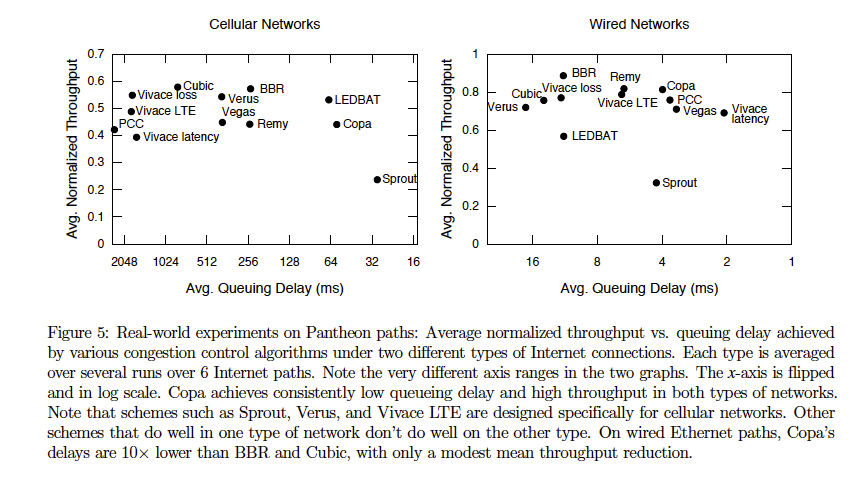 Cellular Networks
Avg. Normalized Throughput
0.7
0.6
0.5
0.4
0.3
0.2
0.1
0
Cubic
BBR
Vivace loss
Verus
LEDBAT
Vivace LTE
Vegas
PCC
Remy
Copa
Vivace latency
Sprout
2048 1024 512 256 128 64 32 16
Avg. Queuing Delay (ms)
Wired Networks
Avg. Normalized Throughput
1
0.8
0.6
0.4
0.2
0
BBR
Remy
Vivace loss
Copa
Cubic
Vivace LTE
PCC
Verus
Vegas
Vivace
latency
LEDBAT
Sprout
16 8 4 2 1
Avg. Queuing Delay (ms)
Figure 5: Real-world experiments on Pantheon paths: Average normalized throughput vs. queuing delay achieved
by various congestion control algorithms under two different types of Internet connections. Each type is averaged
over several runs over 6 Internet paths. Note the very different axis ranges in the two graphs. The x-axis is flipped
and in log scale. Copa achieves consistently low queueing delay and high throughput in both types of networks.
Note that schemes such as Sprout, Verus, and Vivace LTE are designed specifically for cellular networks. Other
schemes that do well in one type of network don't do well on the other type. On wired Ethernet paths, Copa's
delays are 10× lower than BBR and Cubic, with only a modest mean throughput reduction.